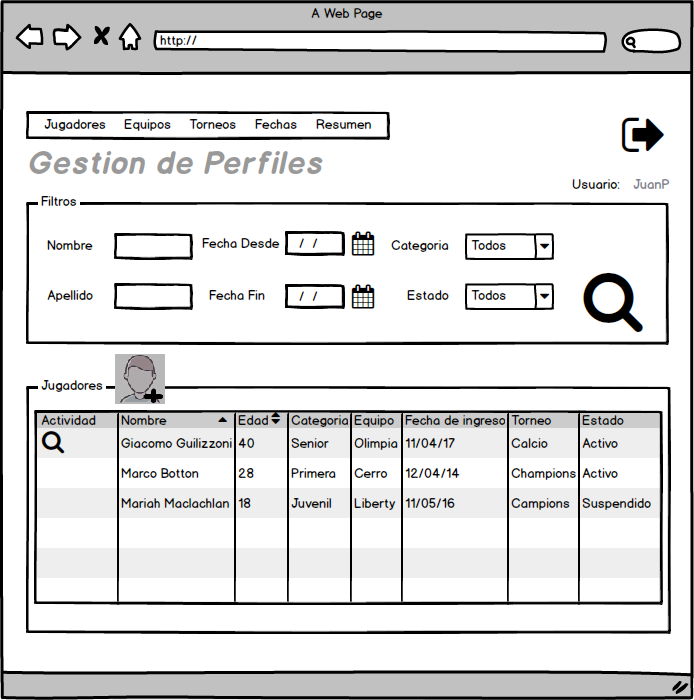 A Web Page
http://
Jugadores Equipos Torneos Fechas Resumen
Gestion de Perfiles
Usuario: JuanP
Filtros
Nombre Fecha Desde / / Categoria Todos
Apellido Fecha Fin / / Estado Todos
Jugadores
Actividad Nombre Edad Categoria Equipo Fecha de ingreso Torneo Estado
Giacomo Guilizzoni 40 Senior Olimpia 11/04/17 Calcio Activo
Marco Botton 28 Primera Cerro 12/04/14 Champions Activo
Mariah Maclachlan 18 Juvenil Liberty 11/05/16 Campions Suspendido